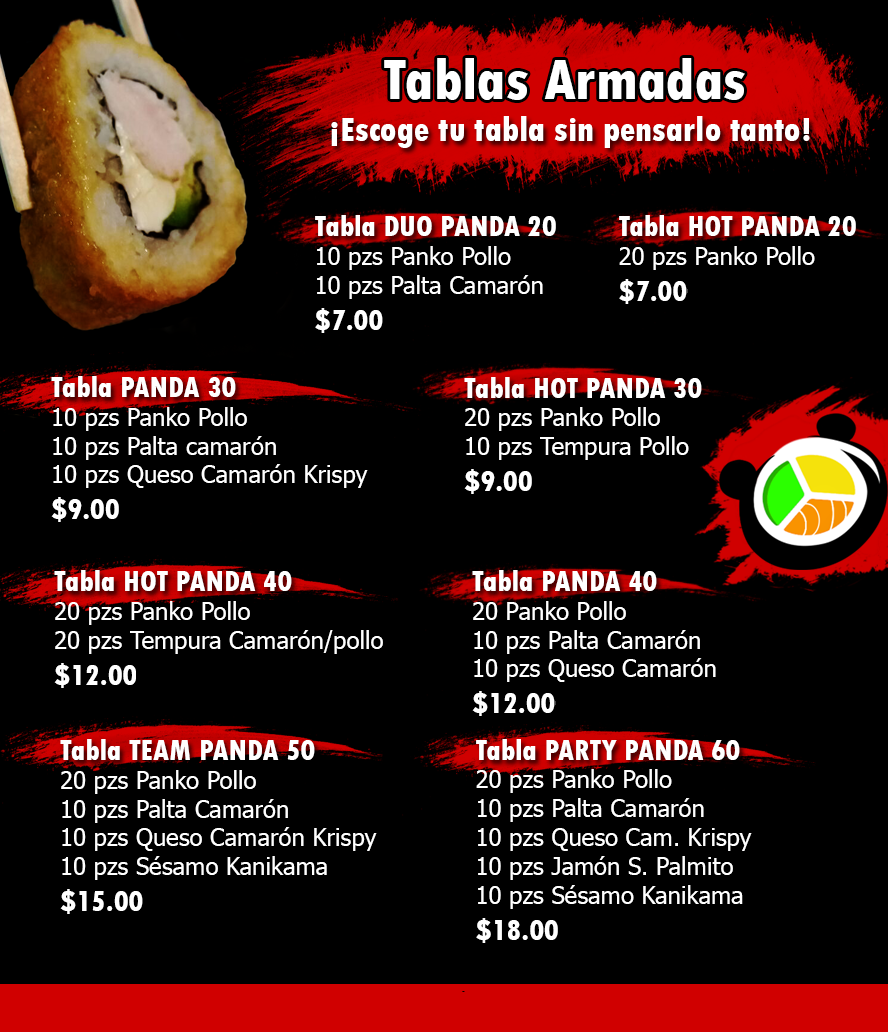 Tablas Armadas
¡Escoge tu tabla sin pensarlo tanto!
Tabla DUO PANDA 20
10 pzs Panko Pollo
10 pzs Palta Camarón
$7.00
Tabla HOT PANDA 20
20 pzs Panko Pollo
$7.00
Tabla PANDA 30
10 pzs Panko Pollo
10 pzs Palta camarón
10 pzs Queso Camarón Krispy
$9.00
Tabla HOT PANDA 30
20 pzs Panko Pollo
10 pzs Tempura Pollo
$9.00
Tabla HOT PANDA 40
20 pzs Panko Pollo
20 pzs Tempura Camarón/pollo
$12.00
Tabla PANDA 40
20 Panko Pollo
10 pzs Palta Camarón
10 pzs Queso Camarón
$12.00
Tabla TEAM PANDA 50
20 pzs Panko Pollo
10 pzs Palta Camarón
10 pzs Queso Camarón Krispy
10 pzs Sésamo Kanikama
$15.00
Tabla PARTY PANDA 60
20 pzs Panko Pollo
10 pzs Palta Camarón
10 pzs Queso Cam. Krispy
10 pzs Jamón S. Palmito
10 pzs Sésamo Kanikama
$18.00